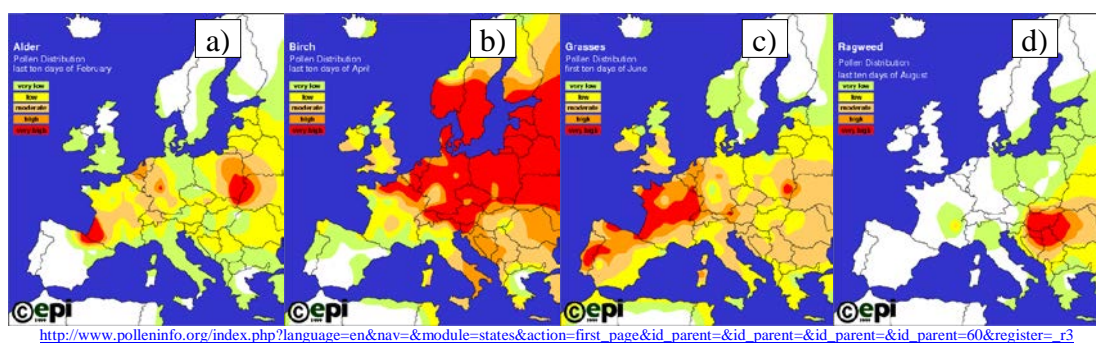 a)
Alder
Pollen Distribution
last ten days of February
very low
low
moderate
high
very high
©epi
b)
Birch
Pollen Distribution
last ten days of April
very low
low
moderate
high
very high
©epi
c)
Grasses
Pollen Distribution
first ten days of June
very low
low
moderate
high
very high
©epi
d)
Ragweed
Pollen Distribution
last ten days of August
very low
low
moderate
high
very high
©epi
http://www.polleninfo.org/index.php?language=en&nav=&module=states&action=first_page&id_parent=&id_parent=&id_parent=&id_parent=60&register=_r3